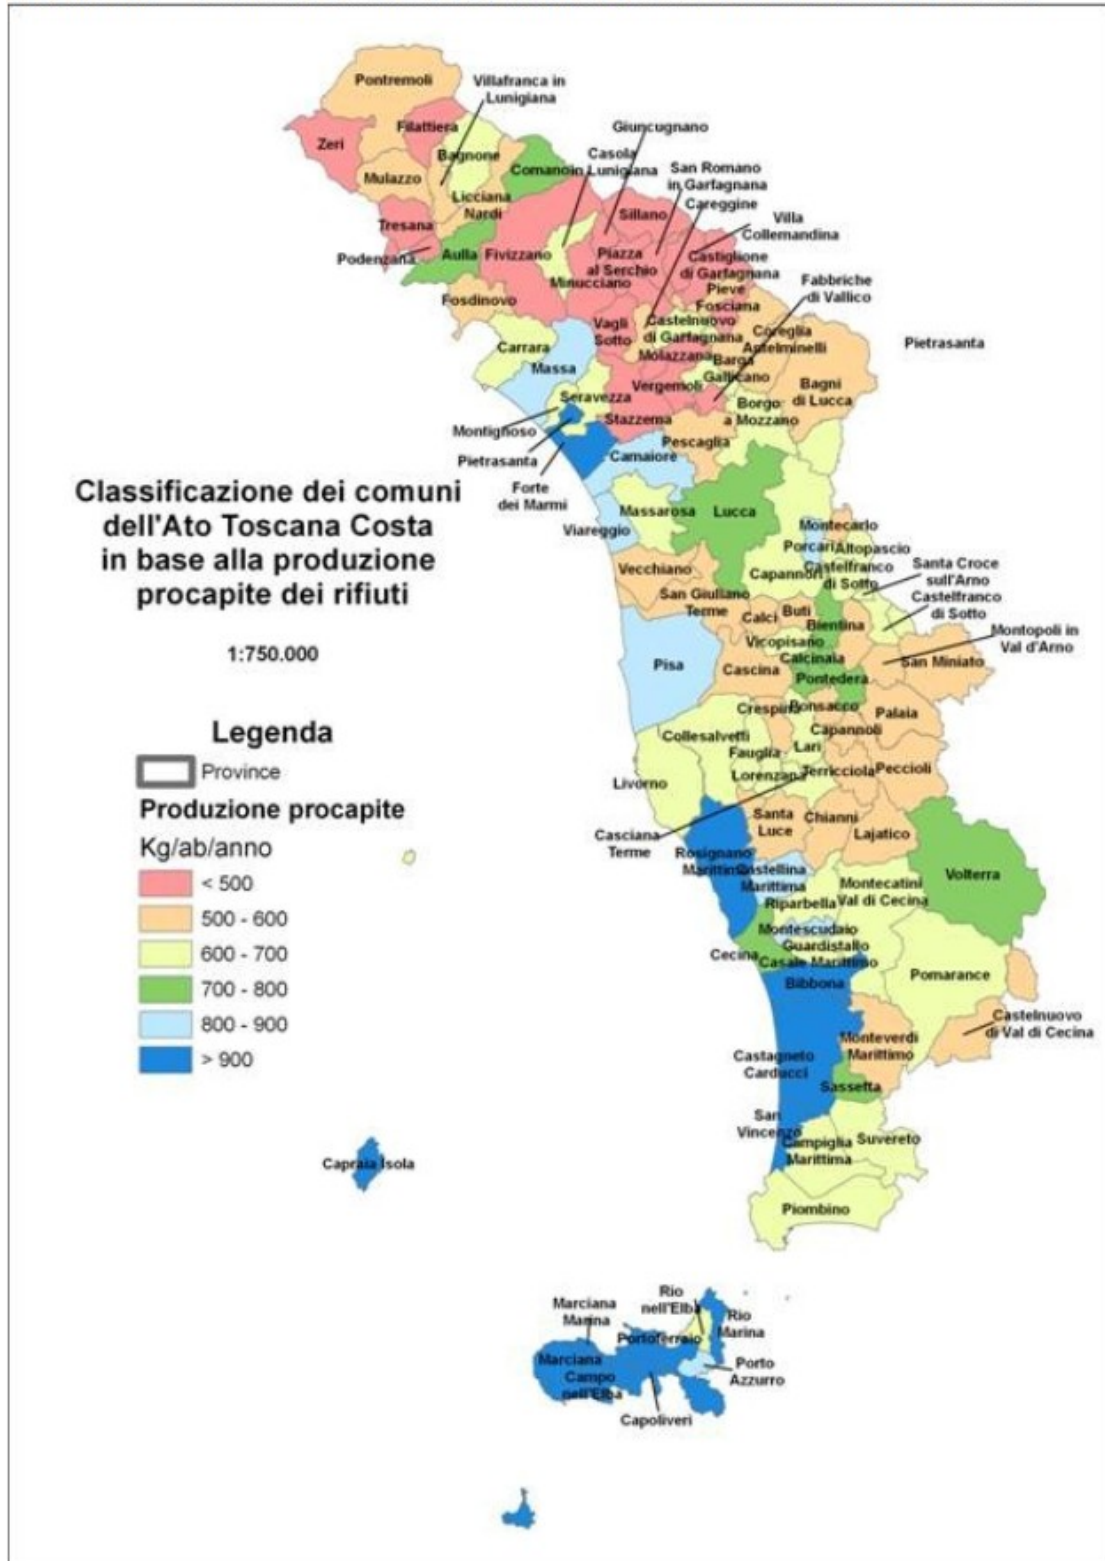 Pontremoli
Villafranca in
Lunigiana
Zeri
Filattiera
Giuncugnano
Bagnone
Casola
in Lunigiana
Comano
San Romano
in Garfagnana
Mulazzo
Careggine
Licciana
Nardi
Sillano
Villa
Collemandina
Tresana
Podenzana
Aulla
Fivizzano
Piazza
al Serchio
Castiglione
di Garfagnana
Minucciano
Fabbriche
di Vallico
Pieve
Fosciana
Fosdinovo
Vagli
Sotto
Castelnuovo
di Garfagnana
Coreglia
Antelminelli
Pietrasanta
Carrara
Molazzana
Barga
Massa
Gallicano
Vergemoli
Bagni
di Lucca
Seravezza
Borgo
a Mozzano
Stazzema
Montignoso
Pescaglia
Pietrasanta
Camaiore
Forte
dei Marmi
Classificazione dei comuni
dell'Ato Toscana Costa
in base alla produzione
procapite dei rifiuti
1:750.000
Massarosa
Lucca
Viareggio
Montecarlo
Porcari
Altopascio
Vecchiano
Capannori
Castelfranco
di Sotto
Santa Croce
sull'Arno
Castelfranco
di Sotto
San Giuliano
Terme
Calci
Buti
Bientina
Montopoli in
Val d'Arno
Vicopisano
Pisa
Cascina
Calcinaia
San Miniato
Pontedera
Crespina
Ponsacco
Palaia
Collesalvetti
Capannoli
Fauglia
Lari
Livorno
Lorenzana
Terricciola
Peccioli
Casciana
Terme
Santa
Luce
Chianni
Lajatico
Rosignano
Marittimo
Castellina
Marittima
Montecatini
Val di Cecina
Volterra
Riparbella
Montescudaio
Guardistallo
Cecina
Casale Marittimo
Pomarance
Bibbona
Castelnuovo
di Val di Cecina
Monteverdi
Marittimo
Castagneto
Carducci
Sassetta
San
Vincenzo
Campiglia
Marittima
Suvereto
Piombino
Legenda
Province
Produzione procapite
Kg/ab/anno
< 500
500 - 600
600 - 700
700 - 800
800 - 900
> 900
Capraia Isola
Marciana
Marina
Rio
nell'Elba
Rio
Marina
Portoferraio
Marciana
Campo
nell'Elba
Porto
Azzurro
Capoliveri